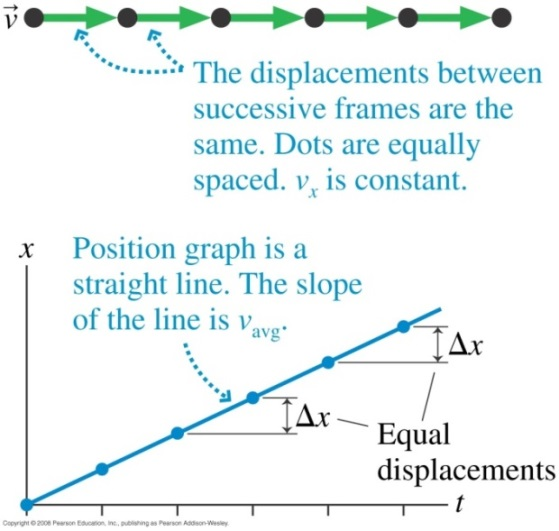 v⃗
The displacements between
successive frames are the
same. Dots are equally
spaced. vₓ is constant.
x
Position graph is a
straight line. The slope
of the line is v_avg.
Δx
Δx
Equal
displacements
t
Copyright © 2008 Pearson Education, Inc., publishing as Pearson Addison-Wesley.